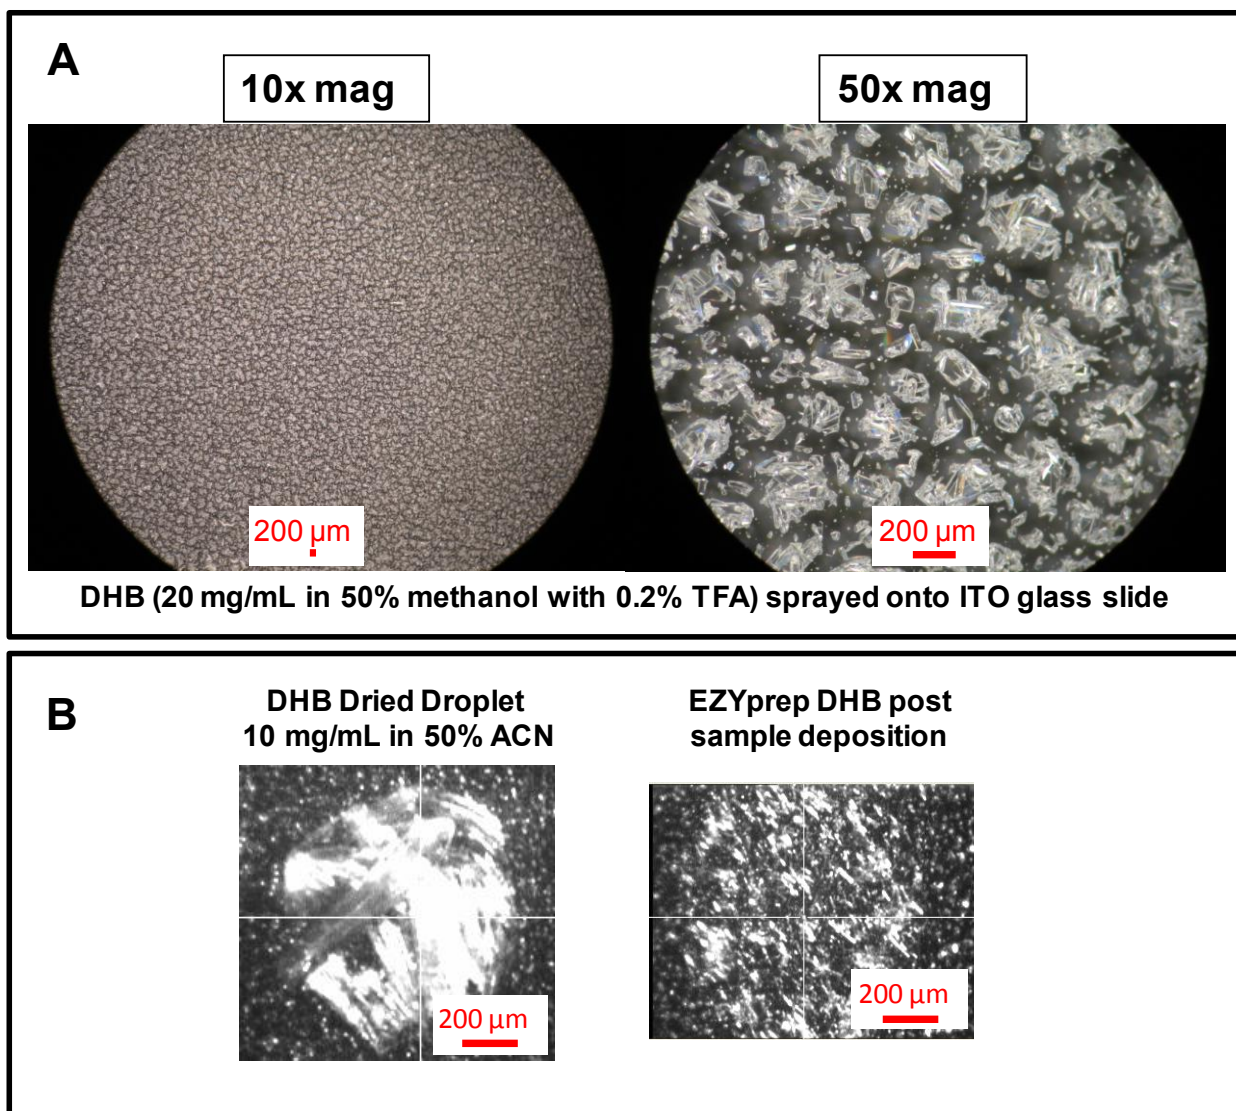 A
10x mag
50x mag
200 µm
200 µm
DHB (20 mg/mL in 50% methanol with 0.2% TFA) sprayed onto ITO glass slide
B
DHB Dried Droplet
10 mg/mL in 50% ACN
EZYprep DHB post
sample deposition
200 µm
200 µm